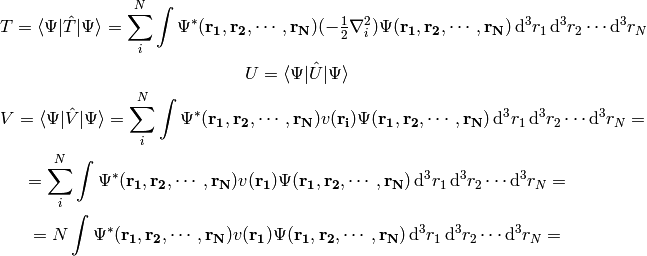 T = ⟨Ψ|T̂|Ψ⟩ = ∑_i^N ∫ Ψ*(𝐫₁, 𝐫₂, ⋯, 𝐫_N)(−½∇_i²)Ψ(𝐫₁, 𝐫₂, ⋯, 𝐫_N) d³r₁ d³r₂ ⋯ d³r_N
U = ⟨Ψ|Û|Ψ⟩
V = ⟨Ψ|V̂|Ψ⟩ = ∑_i^N ∫ Ψ*(𝐫₁, 𝐫₂, ⋯, 𝐫_N)v(𝐫_i)Ψ(𝐫₁, 𝐫₂, ⋯, 𝐫_N) d³r₁ d³r₂ ⋯ d³r_N =
= ∑_i^N ∫ Ψ*(𝐫₁, 𝐫₂, ⋯, 𝐫_N)v(𝐫₁)Ψ(𝐫₁, 𝐫₂, ⋯, 𝐫_N) d³r₁ d³r₂ ⋯ d³r_N =
= N ∫ Ψ*(𝐫₁, 𝐫₂, ⋯, 𝐫_N)v(𝐫₁)Ψ(𝐫₁, 𝐫₂, ⋯, 𝐫_N) d³r₁ d³r₂ ⋯ d³r_N =